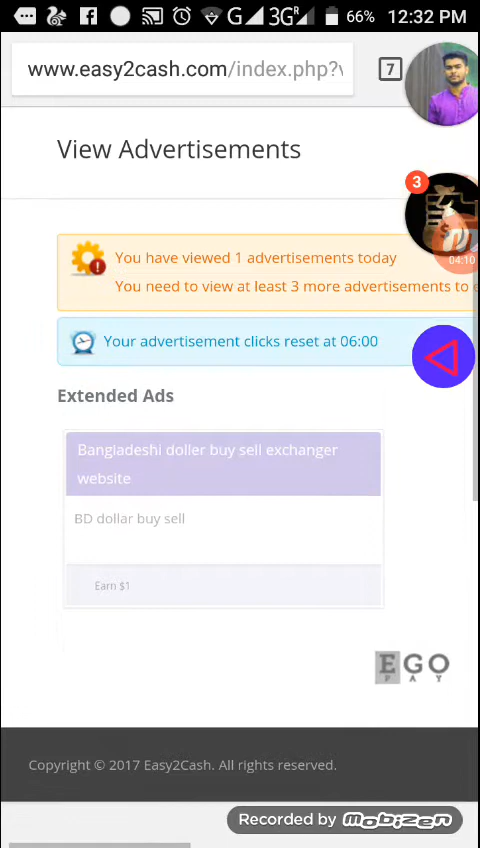 G 3G R 66% 12:32 PM
www.easy2cash.com/index.php?v
7
View Advertisements
3
04:10
You have viewed 1 advertisements today
You need to view at least 3 more advertisements to e
Your advertisement clicks reset at 06:00
Extended Ads
Bangladeshi doller buy sell exchanger
website
BD dollar buy sell
Earn $1
EGO
PAY
Copyright © 2017 Easy2Cash. All rights reserved.
Recorded by mobizen